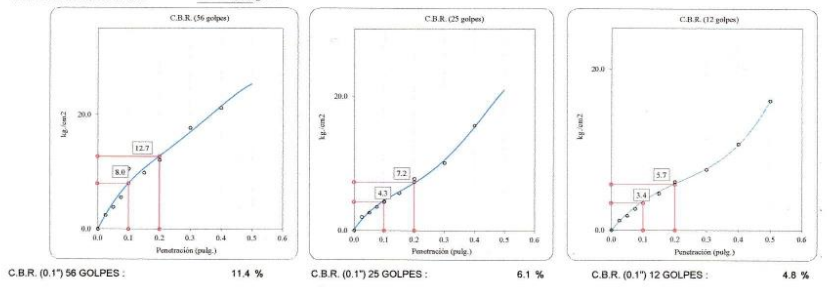 C.B.R. (56 golpes)
kg./cm2
20.0
0.0
12.7
8.0
0.0 0.1 0.2 0.3 0.4 0.5 0.6
Penetración (pulg.)
C.B.R. (0.1") 56 GOLPES : 11.4 %
C.B.R. (25 golpes)
kg./cm2
20.0
0.0
7.2
4.3
0.0 0.1 0.2 0.3 0.4 0.5 0.6
Penetración (pulg.)
C.B.R. (0.1") 25 GOLPES : 6.1 %
C.B.R. (12 golpes)
kg./cm2
20.0
0.0
5.7
3.4
0.0 0.1 0.2 0.3 0.4 0.5 0.6
Penetración (pulg.)
C.B.R. (0.1") 12 GOLPES : 4.8 %